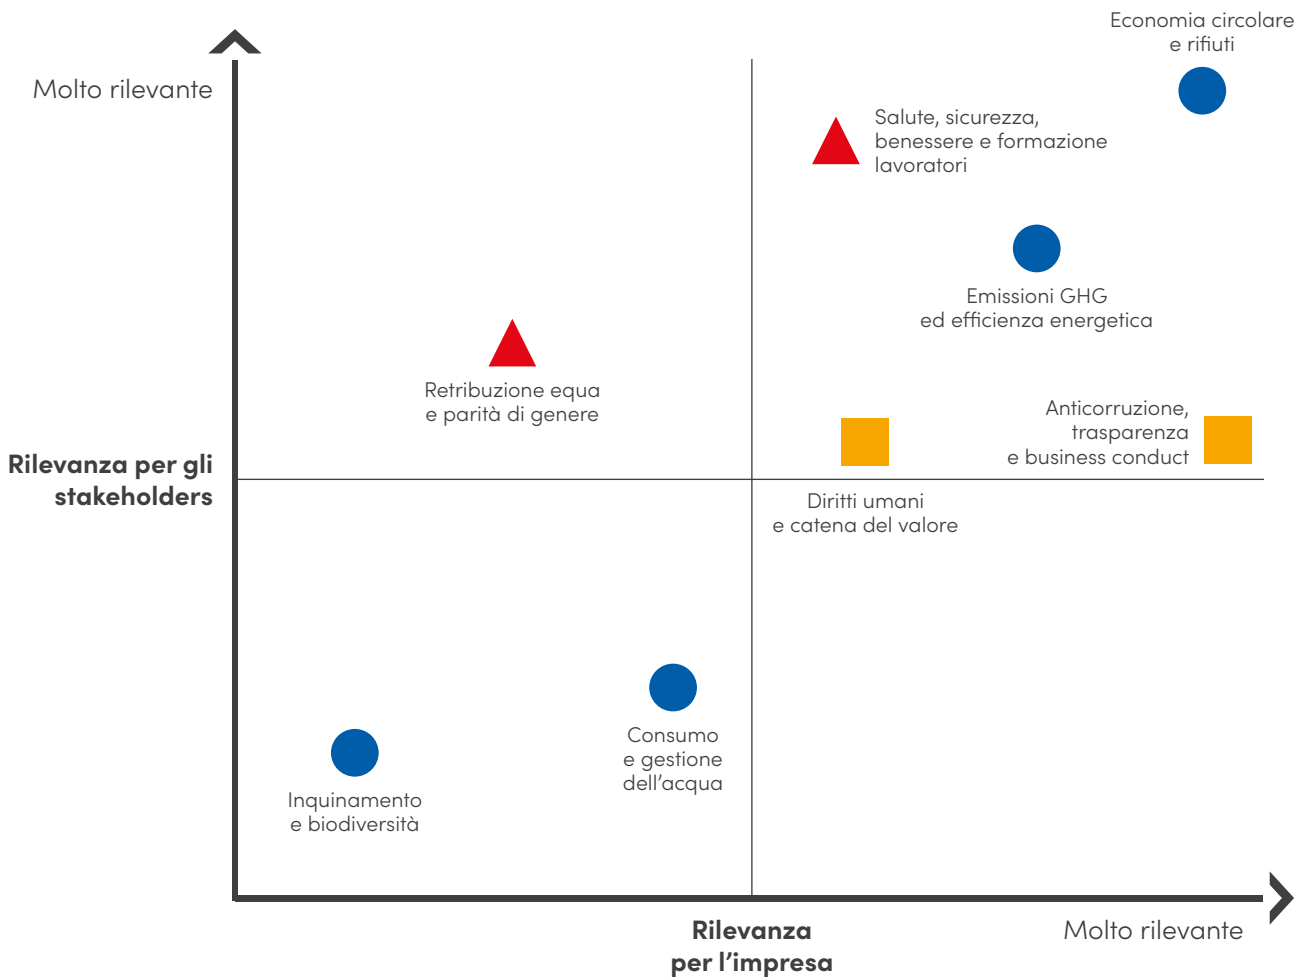 Economia circolare
e rifiuti
Molto rilevante
Salute, sicurezza,
benessere e formazione
lavoratori
Emissioni GHG
ed efficienza energetica
Retribuzione equa
e parità di genere
Anticorruzione,
trasparenza
e business conduct
Rilevanza per gli
stakeholders
Diritti umani
e catena del valore
Consumo
e gestione
dell’acqua
Inquinamento
e biodiversità
Rilevanza
per l’impresa
Molto rilevante